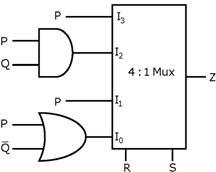 P I₃
P
Q I₂
4 : 1 Mux
Z
P I₁
P
Q̅ I₀
R S